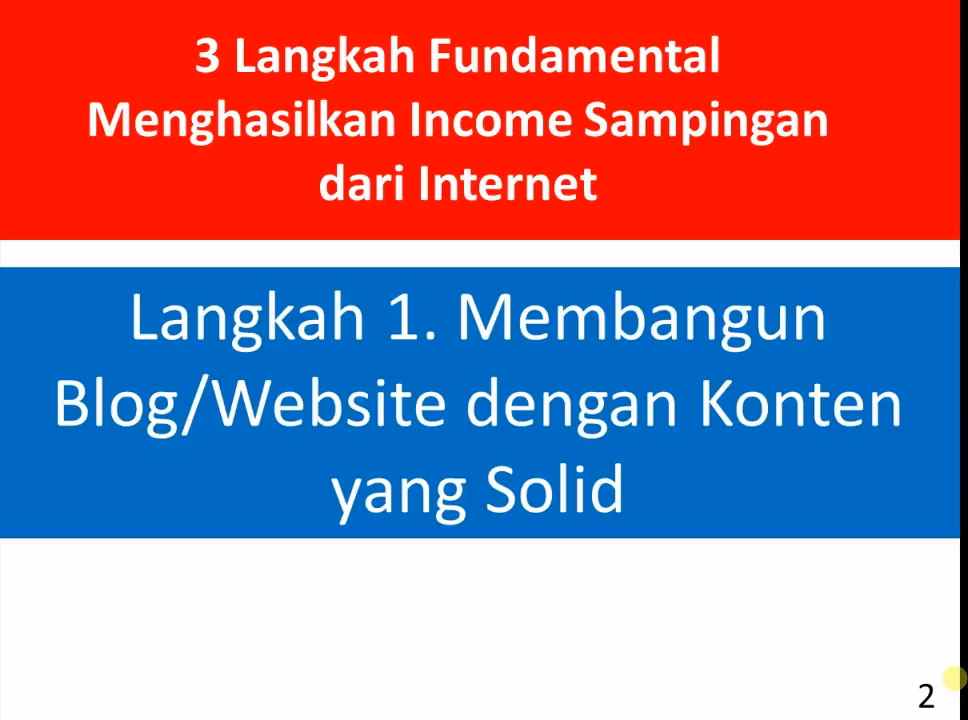 3 Langkah Fundamental
Menghasilkan Income Sampingan
dari Internet
Langkah 1. Membangun
Blog/Website dengan Konten
yang Solid
2